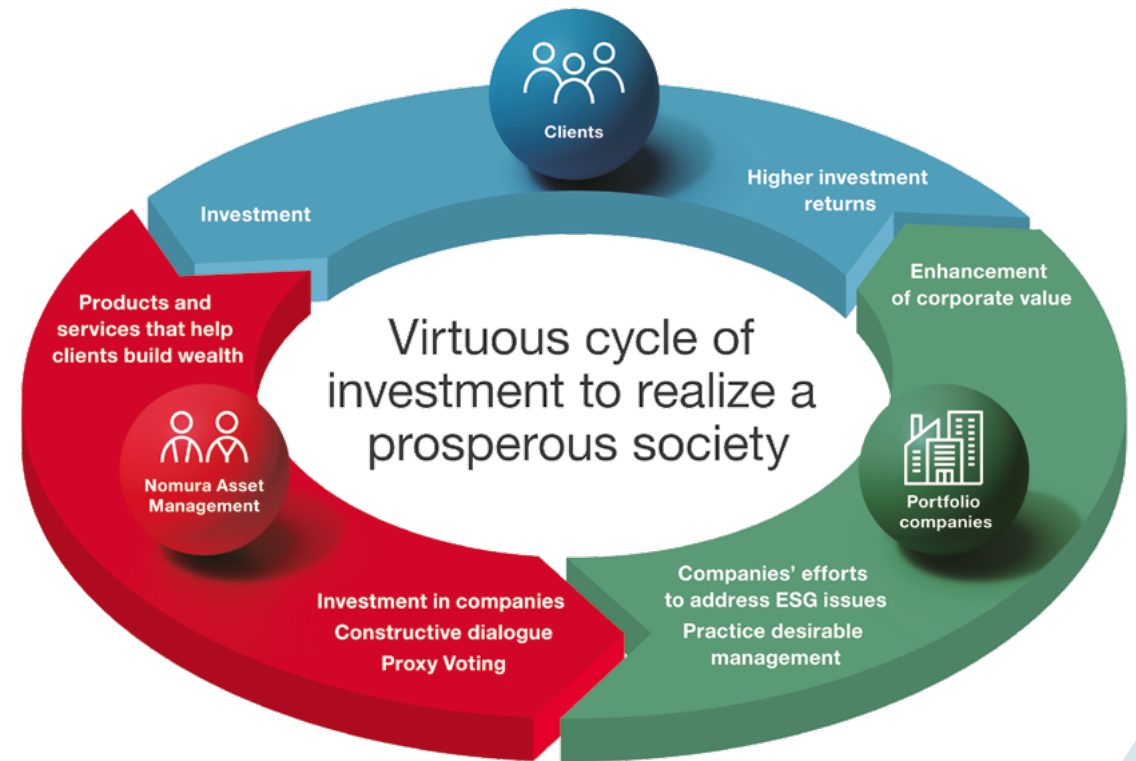 Clients
Higher investment
returns
Investment
Enhancement
of corporate value
Products and
services that help
clients build wealth
Virtuous cycle of
investment to realize a
prosperous society
Nomura Asset
Management
Portfolio
companies
Investment in companies
Constructive dialogue
Proxy Voting
Companies’ efforts
to address ESG issues
Practice desirable
management